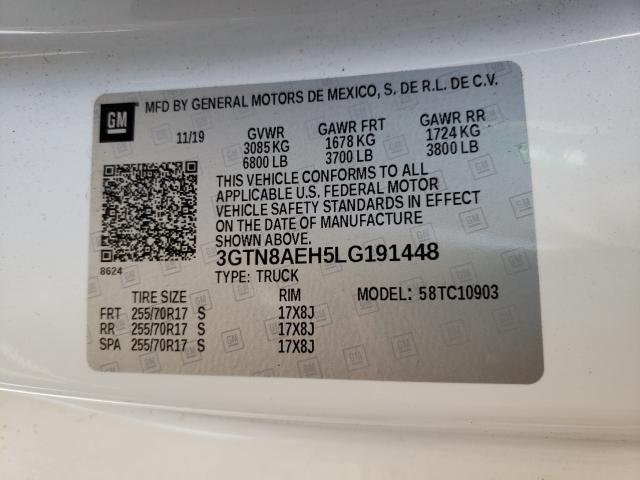 GM MFD BY GENERAL MOTORS DE MEXICO, S. DE R.L. DE C.V.
11/19 GVWR GAWR FRT GAWR RR
3085 KG 1678 KG 1724 KG
6800 LB 3700 LB 3800 LB
THIS VEHICLE CONFORMS TO ALL
APPLICABLE U.S. FEDERAL MOTOR
VEHICLE SAFETY STANDARDS IN EFFECT
ON THE DATE OF MANUFACTURE
SHOWN ABOVE.
8624 3GTN8AEH5LG191448
TYPE: TRUCK
TIRE SIZE RIM MODEL: 58TC10903
FRT 255/70R17 S 17X8J
RR 255/70R17 S 17X8J
SPA 255/70R17 S 17X8J